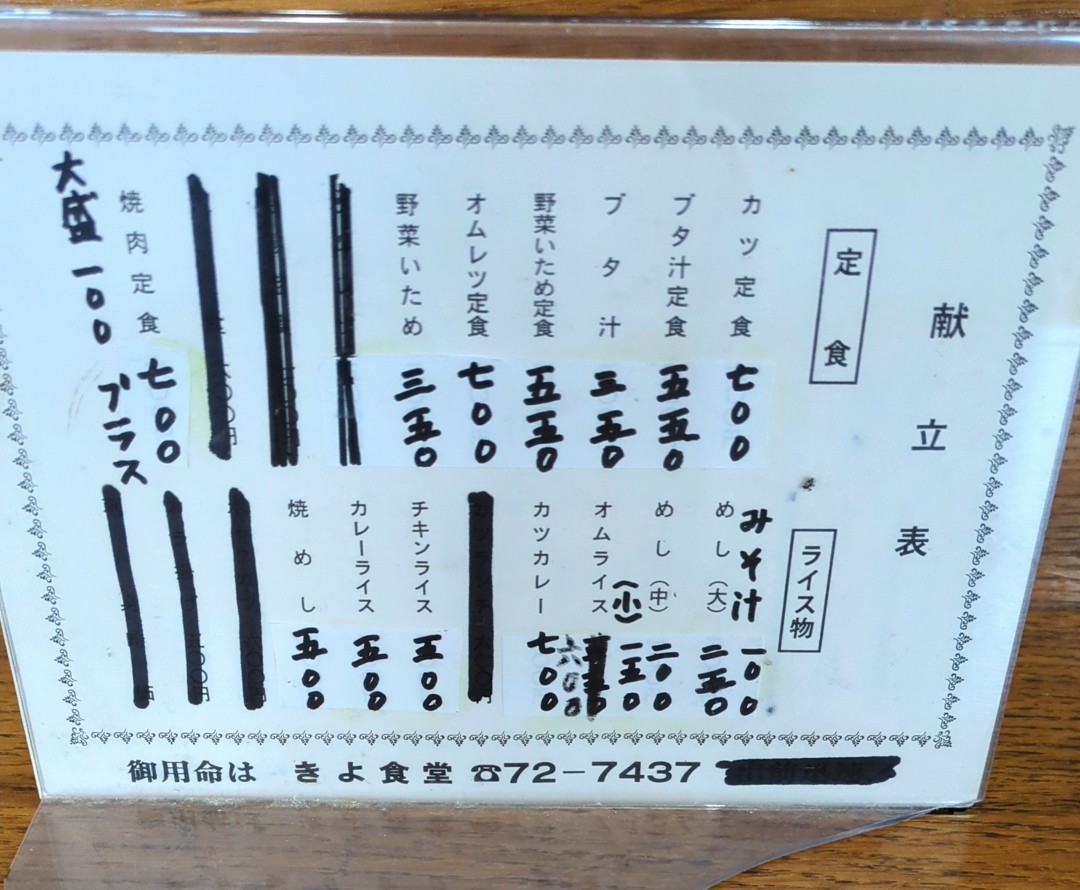 献立表
定食
カツ定食 七〇〇
ブタ汁定食 五五〇
ブタ汁 三五〇
野菜いため定食 五五〇
オムレツ定食 七〇〇
野菜いため 三五〇
焼肉定食 七〇〇
大盛一〇〇
プラス
ライス物
みそ汁 一〇〇
めし(大) 二五〇
めし(中) 二〇〇
(小) 一五〇
オムライス 六〇〇
カツカレー 七〇〇
チキンライス 五〇〇
カレーライス 五〇〇
焼めし 五〇〇
御用命は きよ食堂 ☎72-7437